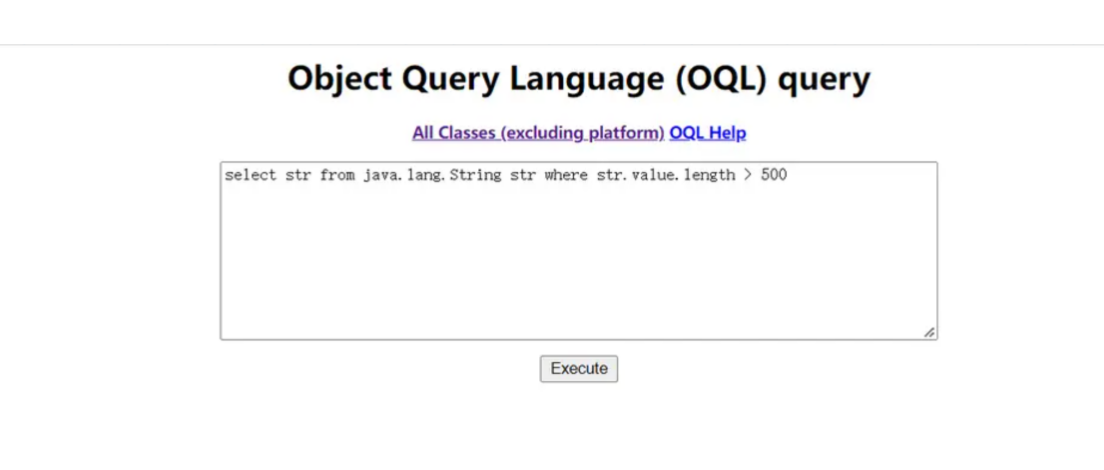 Object Query Language (OQL) query
All Classes (excluding platform) OQL Help
select str from java.lang.String str where str.value.length > 500
Execute